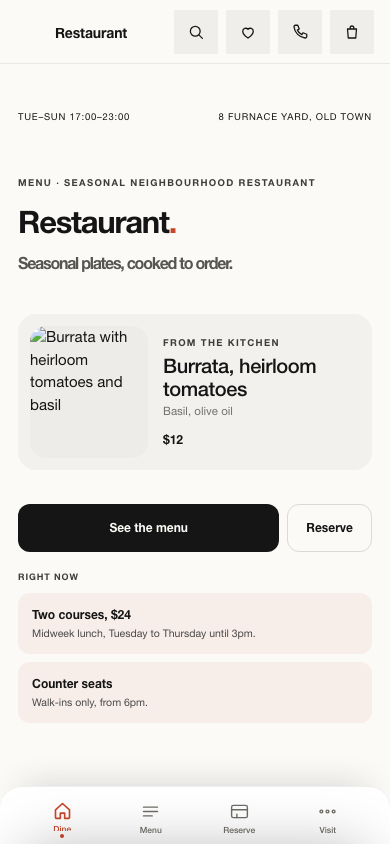 Restaurant
TUE–SUN 17:00–23:00
8 FURNACE YARD, OLD TOWN
MENU · SEASONAL NEIGHBOURHOOD RESTAURANT
Restaurant.
Seasonal plates, cooked to order.
Burrata with
heirloom
tomatoes and
basil
FROM THE KITCHEN
Burrata, heirloom
tomatoes
Basil, olive oil
$12
See the menu
Reserve
RIGHT NOW
Two courses, $24
Midweek lunch, Tuesday to Thursday until 3pm.
Counter seats
Walk-ins only, from 6pm.
Dine
Menu
Reserve
Visit